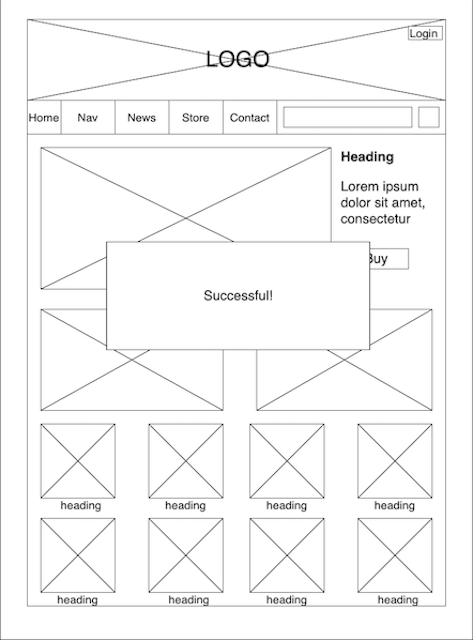 Login
LOGO
Home Nav News Store Contact
Heading
Lorem ipsum
dolor sit amet,
consectetur
Buy
Successful!
heading heading heading heading
heading heading heading heading